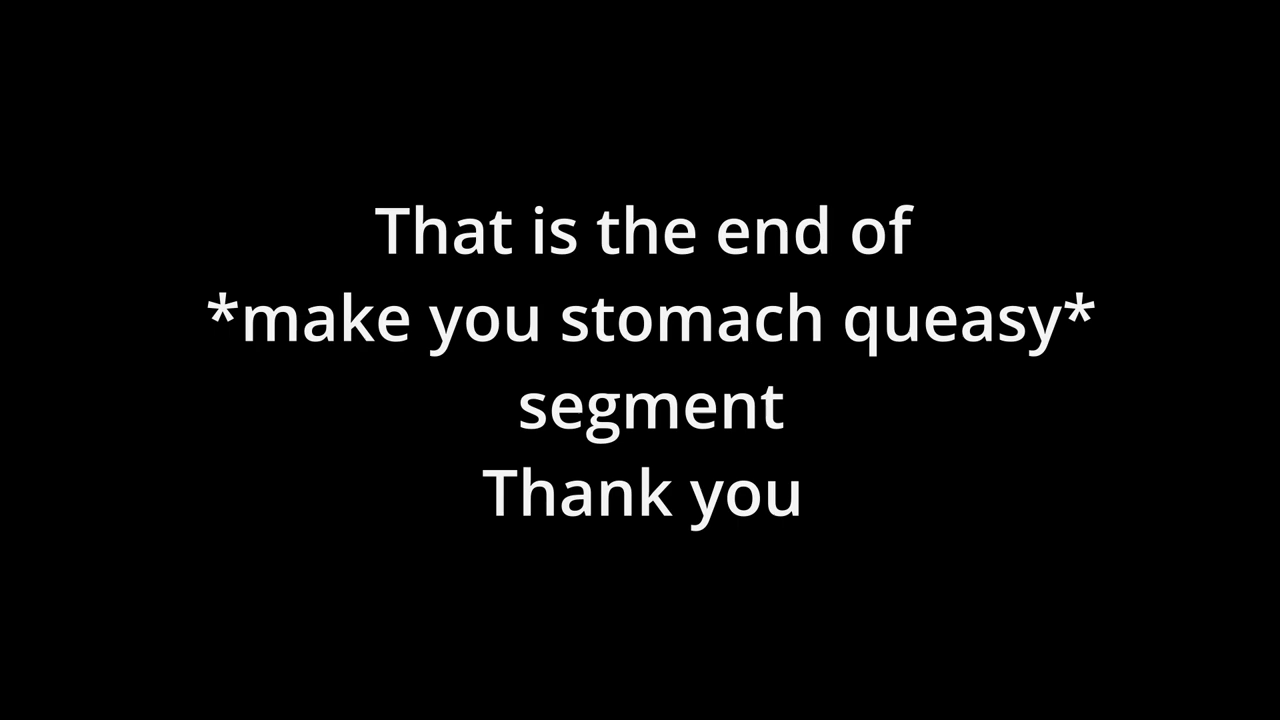 That is the end of
*make you stomach queasy*
segment
Thank you